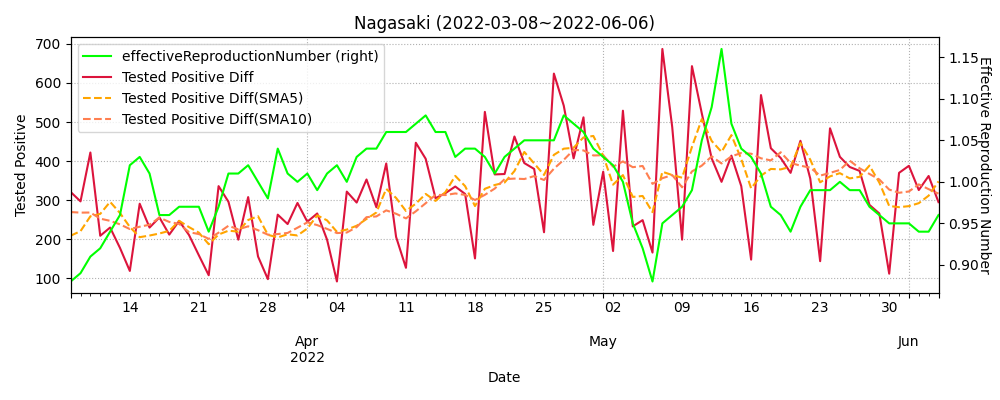 Nagasaki (2022-03-08~2022-06-06)
effectiveReproductionNumber (right)
Tested Positive Diff
Tested Positive Diff(SMA5)
Tested Positive Diff(SMA10)
Tested Positive
700
600
500
400
300
200
100
1.15
1.10
1.05
1.00
0.95
0.90
Effective Reproduction Number
14 21 28 04 11 18 25 02 09 16 23 30
Apr May Jun
2022
Date